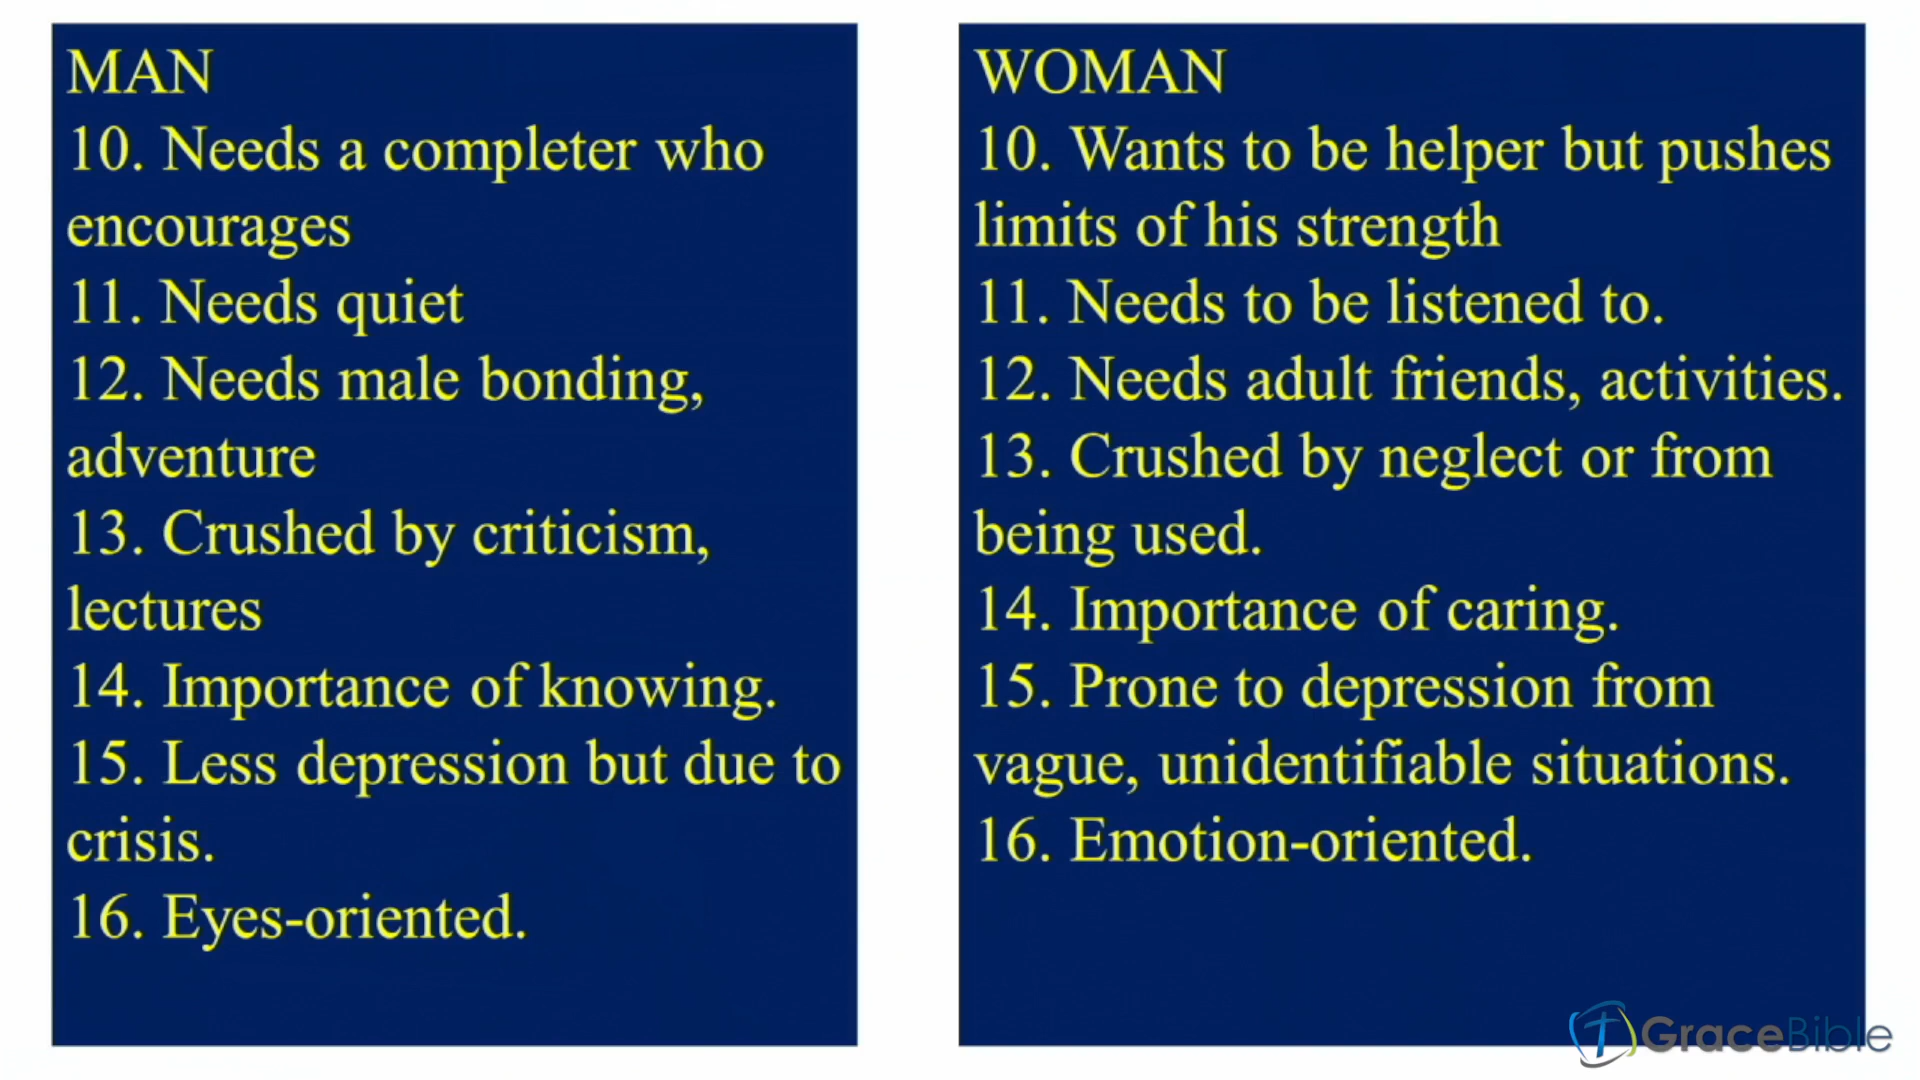 MAN
10. Needs a completer who
encourages
11. Needs quiet
12. Needs male bonding,
adventure
13. Crushed by criticism,
lectures
14. Importance of knowing.
15. Less depression but due to
crisis.
16. Eyes-oriented.
WOMAN
10. Wants to be helper but pushes
limits of his strength
11. Needs to be listened to.
12. Needs adult friends, activities.
13. Crushed by neglect or from
being used.
14. Importance of caring.
15. Prone to depression from
vague, unidentifiable situations.
16. Emotion-oriented.
GraceBible